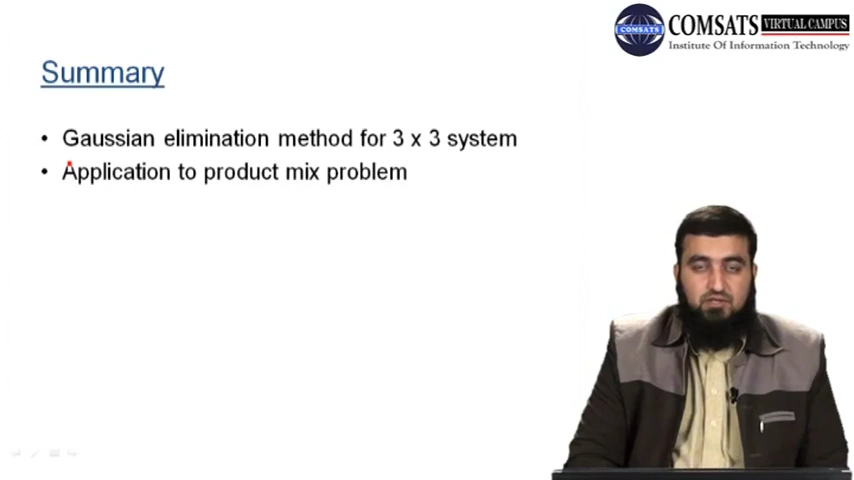 COMSATS
COMSATS VIRTUAL CAMPUS
Institute Of Information Technology
Summary
• Gaussian elimination method for 3 x 3 system
• Application to product mix problem